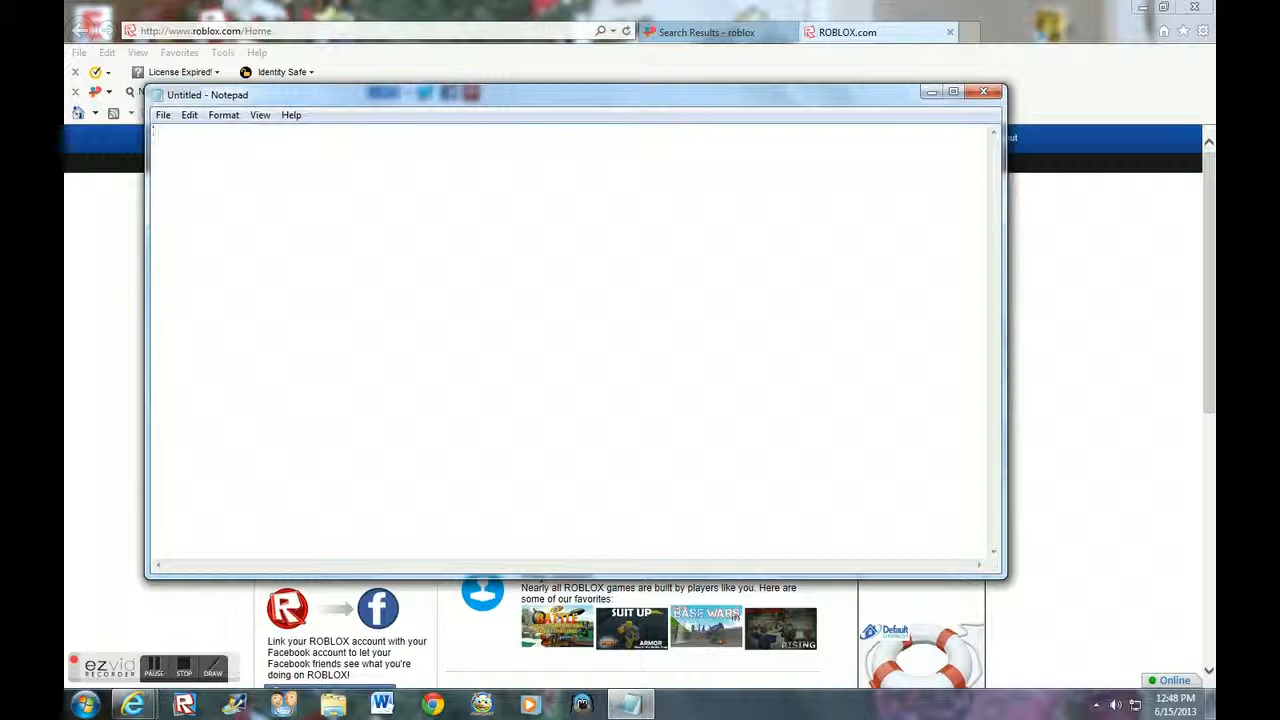 http://www.roblox.com/Home
Search Results - roblox
ROBLOX.com
File Edit View Favorites Tools Help
License Expired!
Identity Safe
Untitled - Notepad
File Edit Format View Help
Nearly all ROBLOX games are built by players like you. Here are
some of our favorites:
BATTLE
SUIT UP
ARMOR
BASE WARS
FPS
RISING
Link your ROBLOX account with your
Facebook account to let your
Facebook friends see what you're
doing on ROBLOX!
Default
ezvid
RECORDER
PAUSE
STOP
DRAW
Online
12:48 PM
6/15/2013